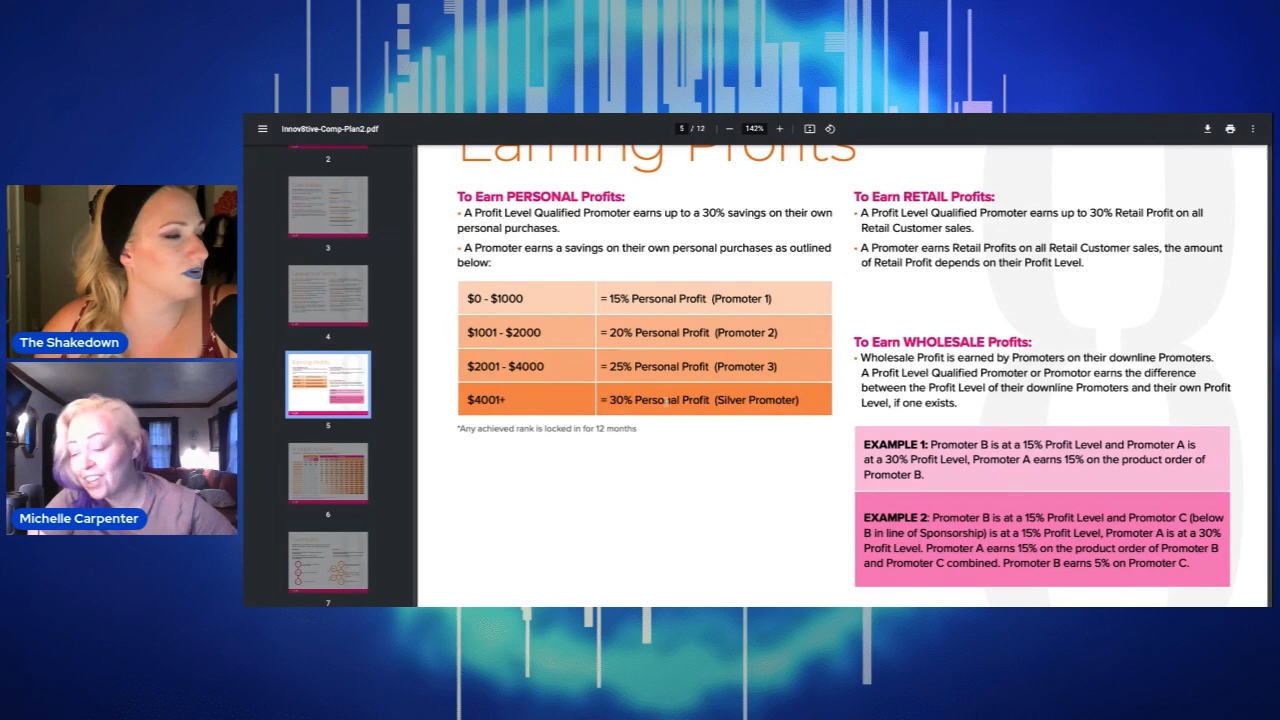 Innov8tive-Comp-Plan2.pdf
5 / 12
142%
2
3
4
5
6
7
Earning Profits
To Earn PERSONAL Profits:
• A Profit Level Qualified Promoter earns up to a 30% savings on their own
personal purchases.
• A Promoter earns a savings on their own personal purchases as outlined
below:
$0 - $1000 = 15% Personal Profit (Promoter 1)
$1001 - $2000 = 20% Personal Profit (Promoter 2)
$2001 - $4000 = 25% Personal Profit (Promoter 3)
$4001+ = 30% Personal Profit (Silver Promoter)
*Any achieved rank is locked in for 12 months
To Earn RETAIL Profits:
• A Profit Level Qualified Promoter earns up to 30% Retail Profit on all
Retail Customer sales.
• A Promoter earns Retail Profits on all Retail Customer sales, the amount
of Retail Profit depends on their Profit Level.
To Earn WHOLESALE Profits:
• Wholesale Profit is earned by Promoters on their downline Promoters.
A Profit Level Qualified Promoter or Promotor earns the difference
between the Profit Level of their downline Promoters and their own Profit
Level, if one exists.
EXAMPLE 1: Promoter B is at a 15% Profit Level and Promoter A is
at a 30% Profit Level, Promoter A earns 15% on the product order of
Promoter B.
EXAMPLE 2: Promoter B is at a 15% Profit Level and Promotor C (below
B in line of Sponsorship) is at a 15% Profit Level, Promoter A is at a 30%
Profit Level. Promoter A earns 15% on the product order of Promoter B
and Promoter C combined. Promoter B earns 5% on Promoter C.
The Shakedown
Michelle Carpenter